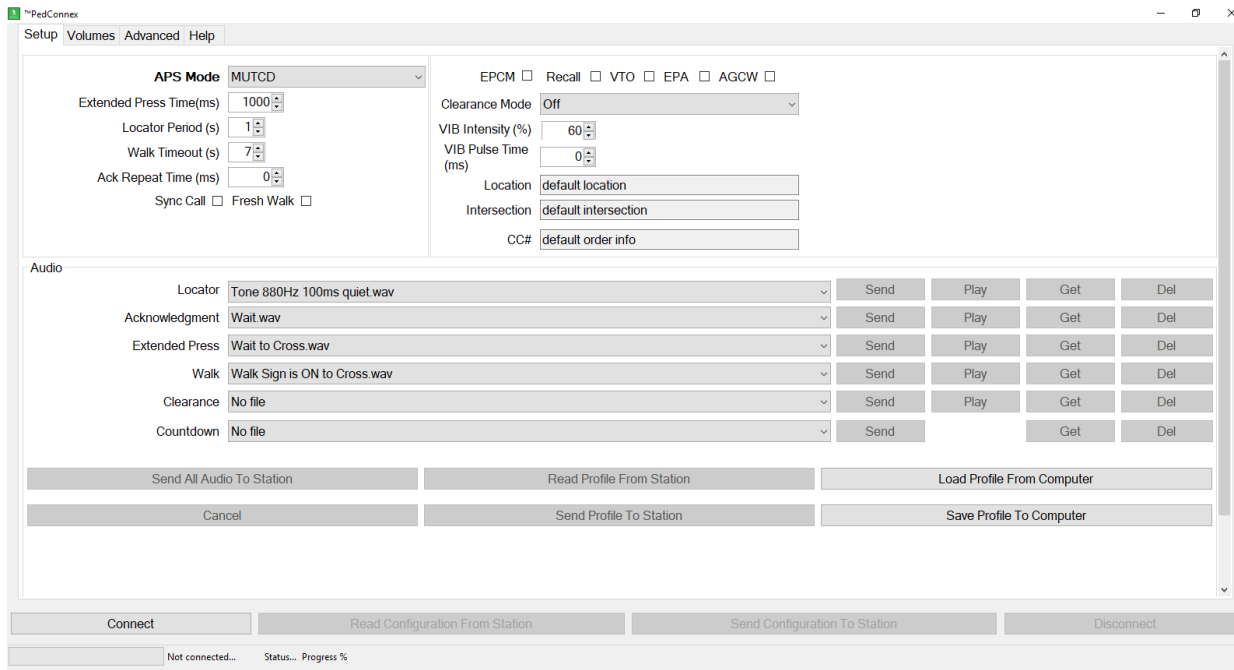 ™PedConnex
Setup Volumes Advanced Help
APS Mode MUTCD
Extended Press Time(ms) 1000
Locator Period (s) 1
Walk Timeout (s) 7
Ack Repeat Time (ms) 0
Sync Call Fresh Walk
EPCM Recall VTO EPA AGCW
Clearance Mode Off
VIB Intensity (%) 60
VIB Pulse Time
(ms) 0
Location default location
Intersection default intersection
CC# default order info
Audio
Locator Tone 880Hz 100ms quiet.wav Send Play Get Del
Acknowledgment Wait.wav Send Play Get Del
Extended Press Wait to Cross.wav Send Play Get Del
Walk Walk Sign is ON to Cross.wav Send Play Get Del
Clearance No file Send Play Get Del
Countdown No file Send Get Del
Send All Audio To Station Read Profile From Station Load Profile From Computer
Cancel Send Profile To Station Save Profile To Computer
Connect Read Configuration From Station Send Configuration To Station Disconnect
Not connected... Status... Progress %